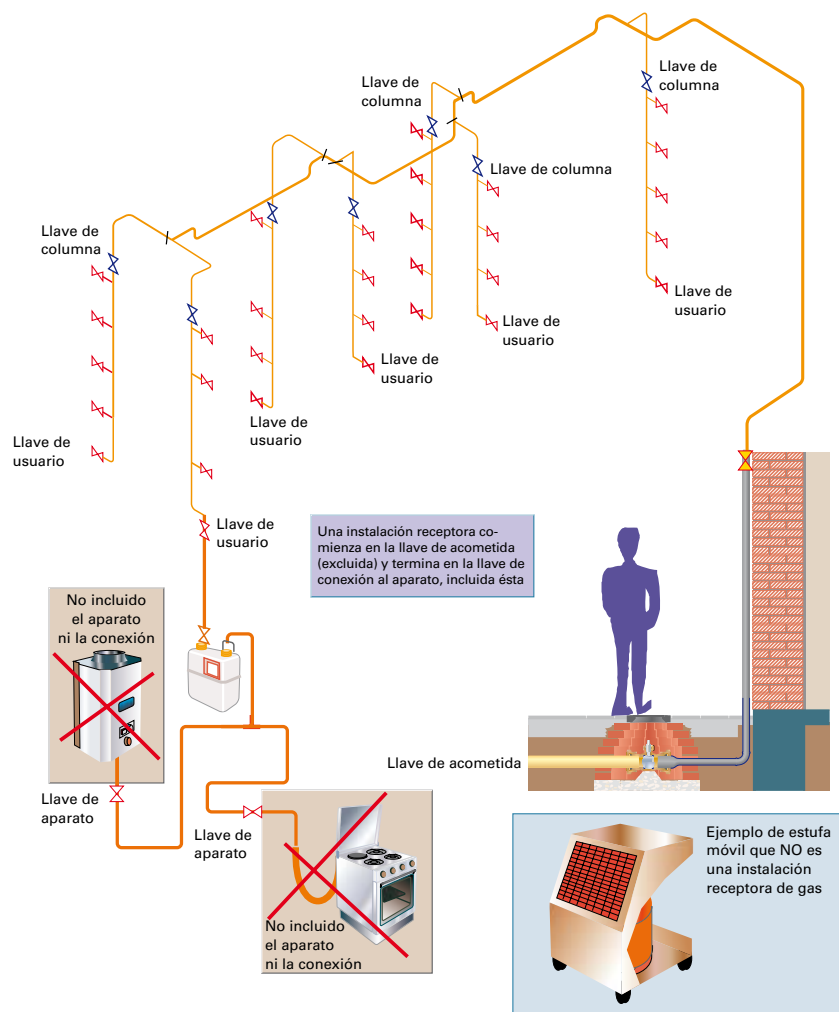 Llave de
columna
Llave de
columna
Llave de columna
Llave de
columna
Llave de
usuario
Llave de
usuario
Llave de
usuario
Llave de
usuario
Llave de
usuario
Llave de
usuario
Una instalación receptora co-
mienza en la llave de acometida
(excluida) y termina en la llave de
conexión al aparato, incluida ésta
No incluido
el aparato
ni la conexión
Llave de acometida
Llave de
aparato
Llave de
aparato
No incluido
el aparato
ni la conexión
Ejemplo de estufa
móvil que NO es
una instalación
receptora de gas